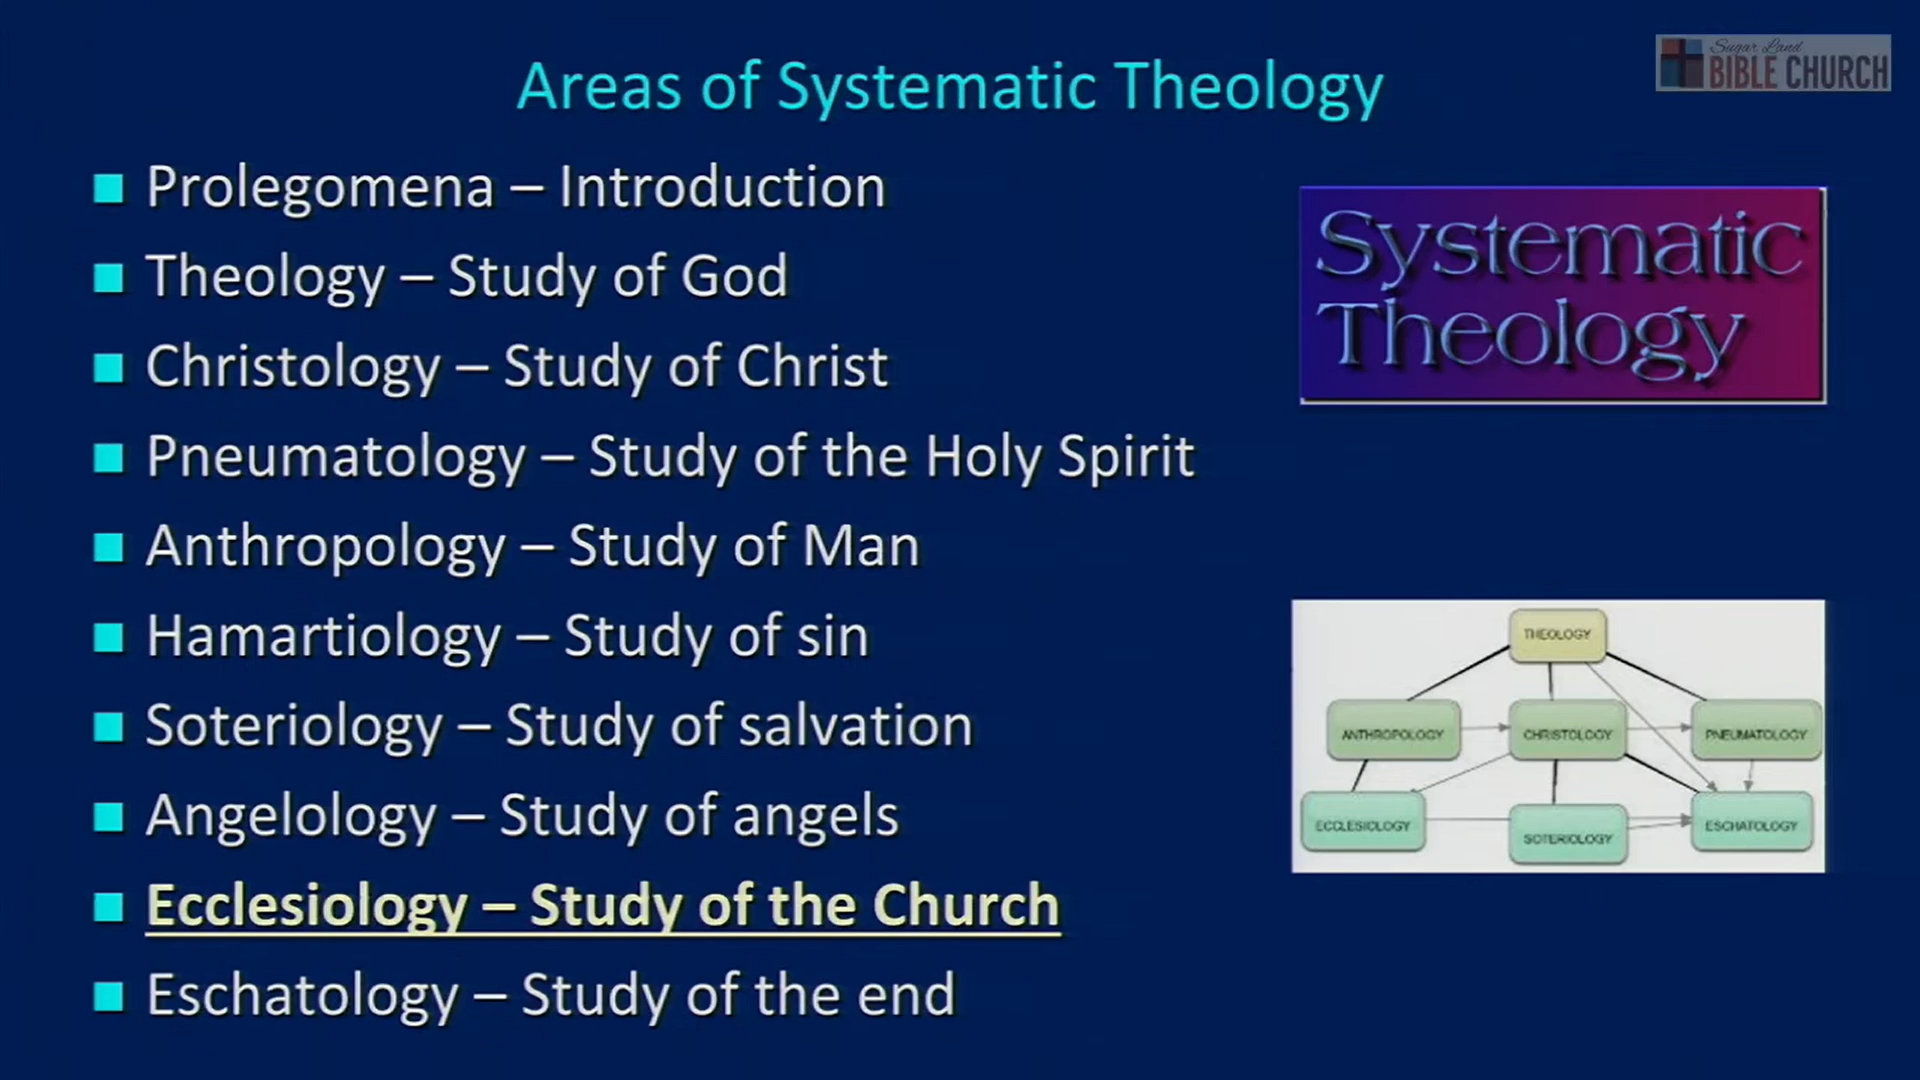 Areas of Systematic Theology
Sugar Land
BIBLE CHURCH
Prolegomena – Introduction
Theology – Study of God
Christology – Study of Christ
Pneumatology – Study of the Holy Spirit
Anthropology – Study of Man
Hamartiology – Study of sin
Soteriology – Study of salvation
Angelology – Study of angels
Ecclesiology – Study of the Church
Eschatology – Study of the end
Systematic
Theology
THEOLOGY
ANTHROPOLOGY
CHRISTOLOGY
PNEUMATOLOGY
ECCLESIOLOGY
SOTERIOLOGY
ESCHATOLOGY